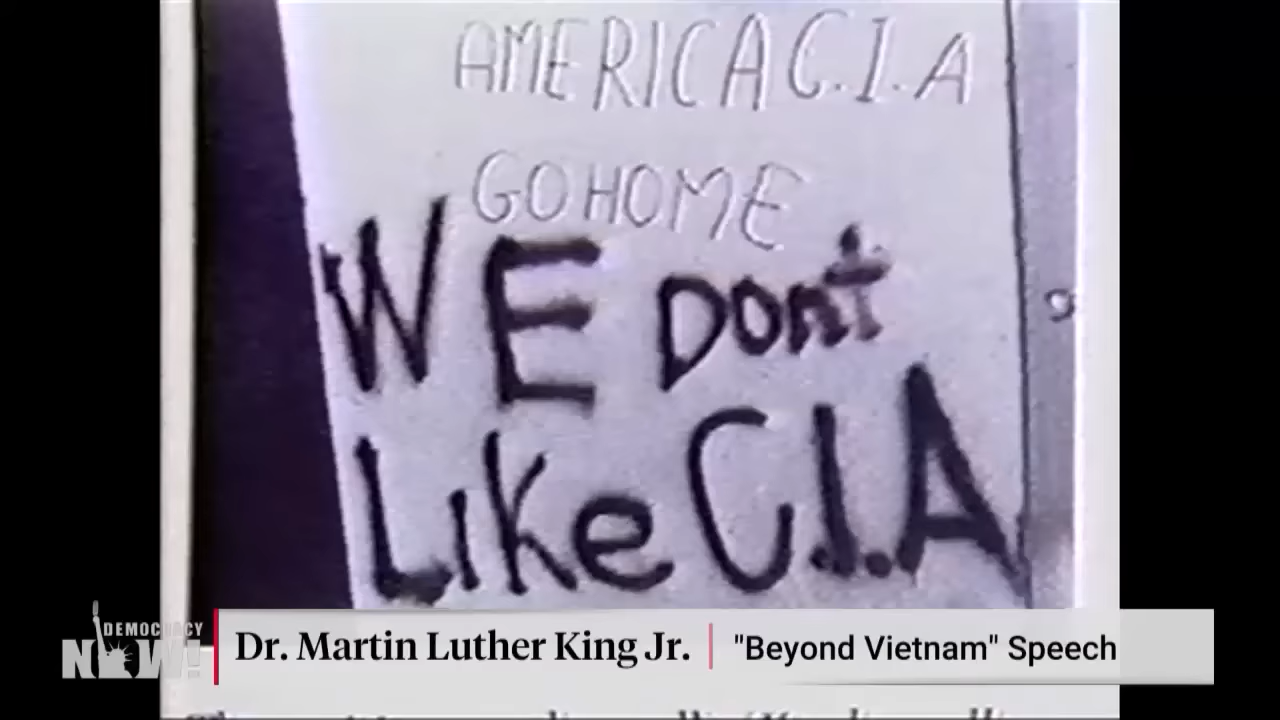 AMERICA C.I.A
GO HOME
WE Dont
Like C.I.A
DEMOCRACY
NOW!
Dr. Martin Luther King Jr. | "Beyond Vietnam" Speech